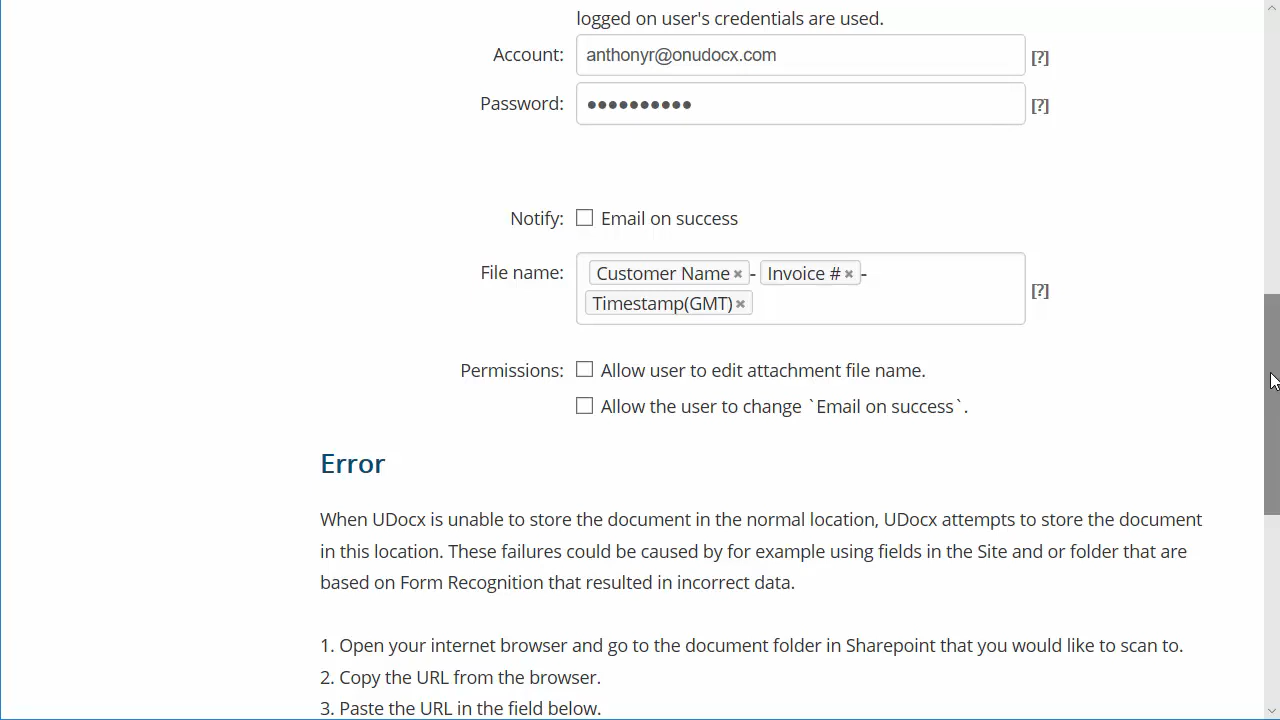 logged on user's credentials are used.
Account: anthonyr@onudocx.com [?]
Password: ●●●●●●●●●● [?]
Notify: Email on success
File name: Customer Name ✖ - Invoice # ✖ -
Timestamp(GMT) ✖ [?]
Permissions: Allow user to edit attachment file name.
Allow the user to change `Email on success`.
Error
When UDocx is unable to store the document in the normal location, UDocx attempts to store the document
in this location. These failures could be caused by for example using fields in the Site and or folder that are
based on Form Recognition that resulted in incorrect data.
1. Open your internet browser and go to the document folder in Sharepoint that you would like to scan to.
2. Copy the URL from the browser.
3. Paste the URL in the field below.